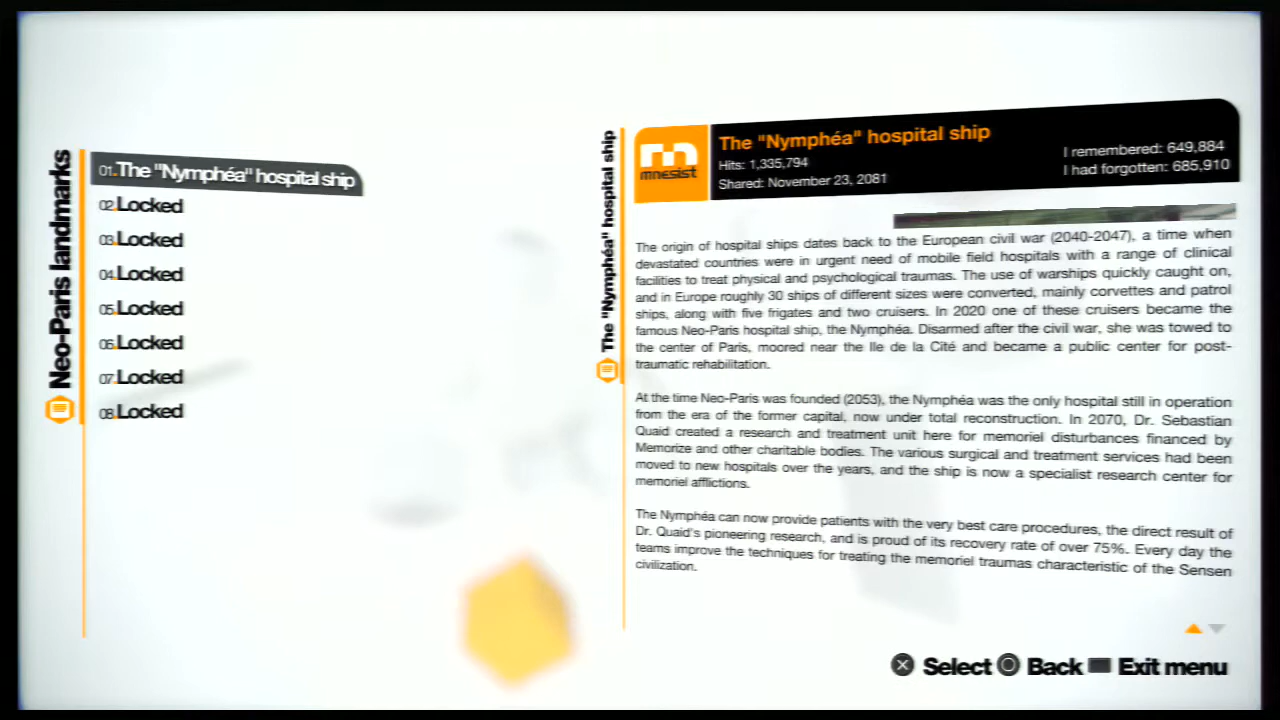 Neo-Paris landmarks
01.The "Nymphéa" hospital ship
02.Locked
03.Locked
04.Locked
05.Locked
06.Locked
07.Locked
08.Locked
The "Nymphéa" hospital ship
mnesist
The "Nymphéa" hospital ship
Hits: 1,335,794
Shared: November 23, 2081
I remembered: 649,884
I had forgotten: 685,910
The origin of hospital ships dates back to the European civil war (2040-2047), a time when
devastated countries were in urgent need of mobile field hospitals with a range of clinical
facilities to treat physical and psychological traumas. The use of warships quickly caught on,
and in Europe roughly 30 ships of different sizes were converted, mainly corvettes and patrol
ships, along with five frigates and two cruisers. In 2020 one of these cruisers became the
famous Neo-Paris hospital ship, the Nymphéa. Disarmed after the civil war, she was towed to
the center of Paris, moored near the Ile de la Cité and became a public center for post-
traumatic rehabilitation.
At the time Neo-Paris was founded (2053), the Nymphéa was the only hospital still in operation
from the era of the former capital, now under total reconstruction. In 2070, Dr. Sebastian
Quaid created a research and treatment unit here for memoriel disturbances financed by
Memorize and other charitable bodies. The various surgical and treatment services had been
moved to new hospitals over the years, and the ship is now a specialist research center for
memoriel afflictions.
The Nymphéa can now provide patients with the very best care procedures, the direct result of
Dr. Quaid's pioneering research, and is proud of its recovery rate of over 75%. Every day the
teams improve the techniques for treating the memoriel traumas characteristic of the Sensen
civilization.
Select Back Exit menu